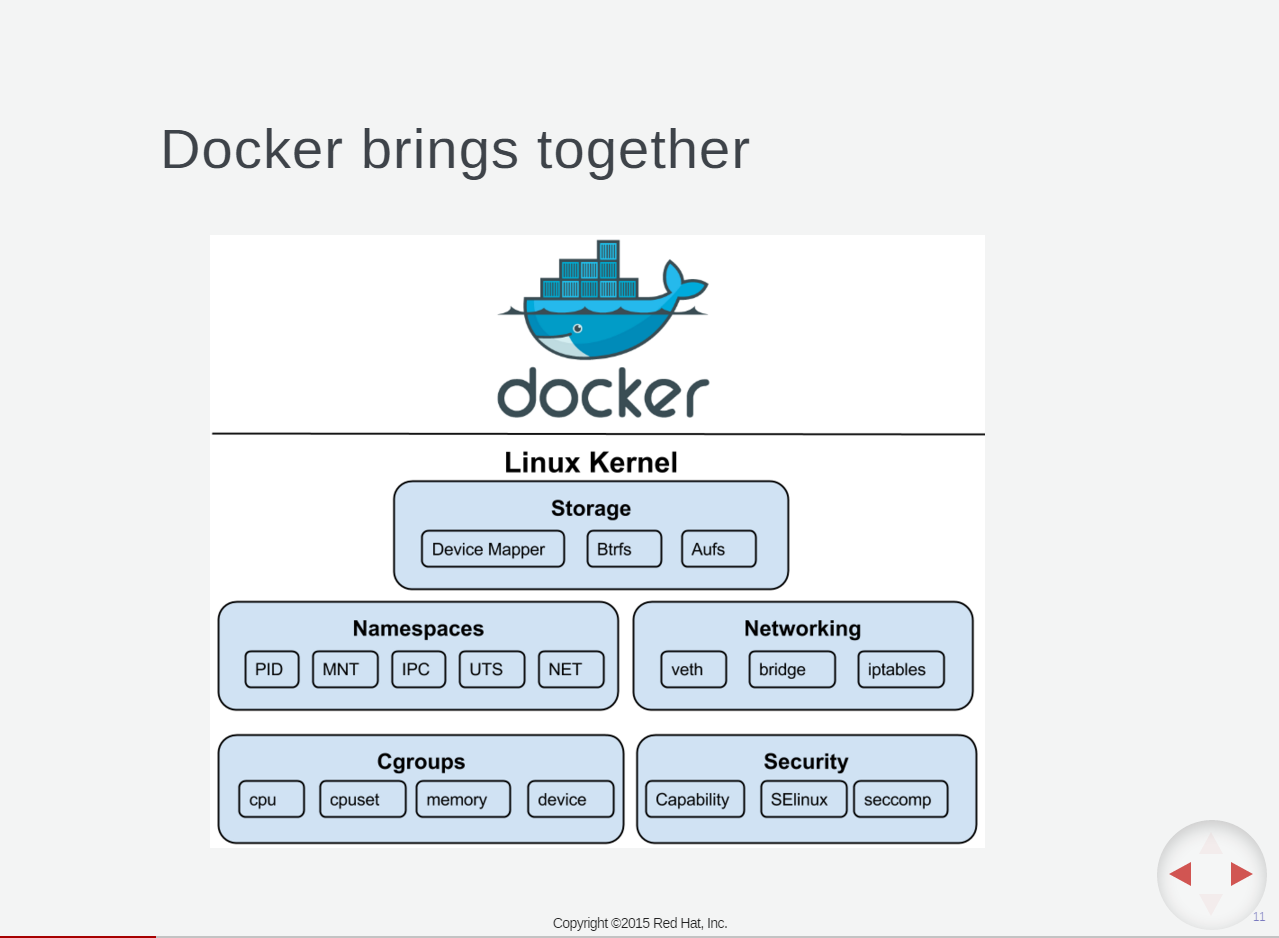 Docker brings together
docker
Linux Kernel
Storage
Device Mapper Btrfs Aufs
Namespaces
PID MNT IPC UTS NET
Networking
veth bridge iptables
Cgroups
cpu cpuset memory device
Security
Capability SElinux seccomp
Copyright ©2015 Red Hat, Inc.
11